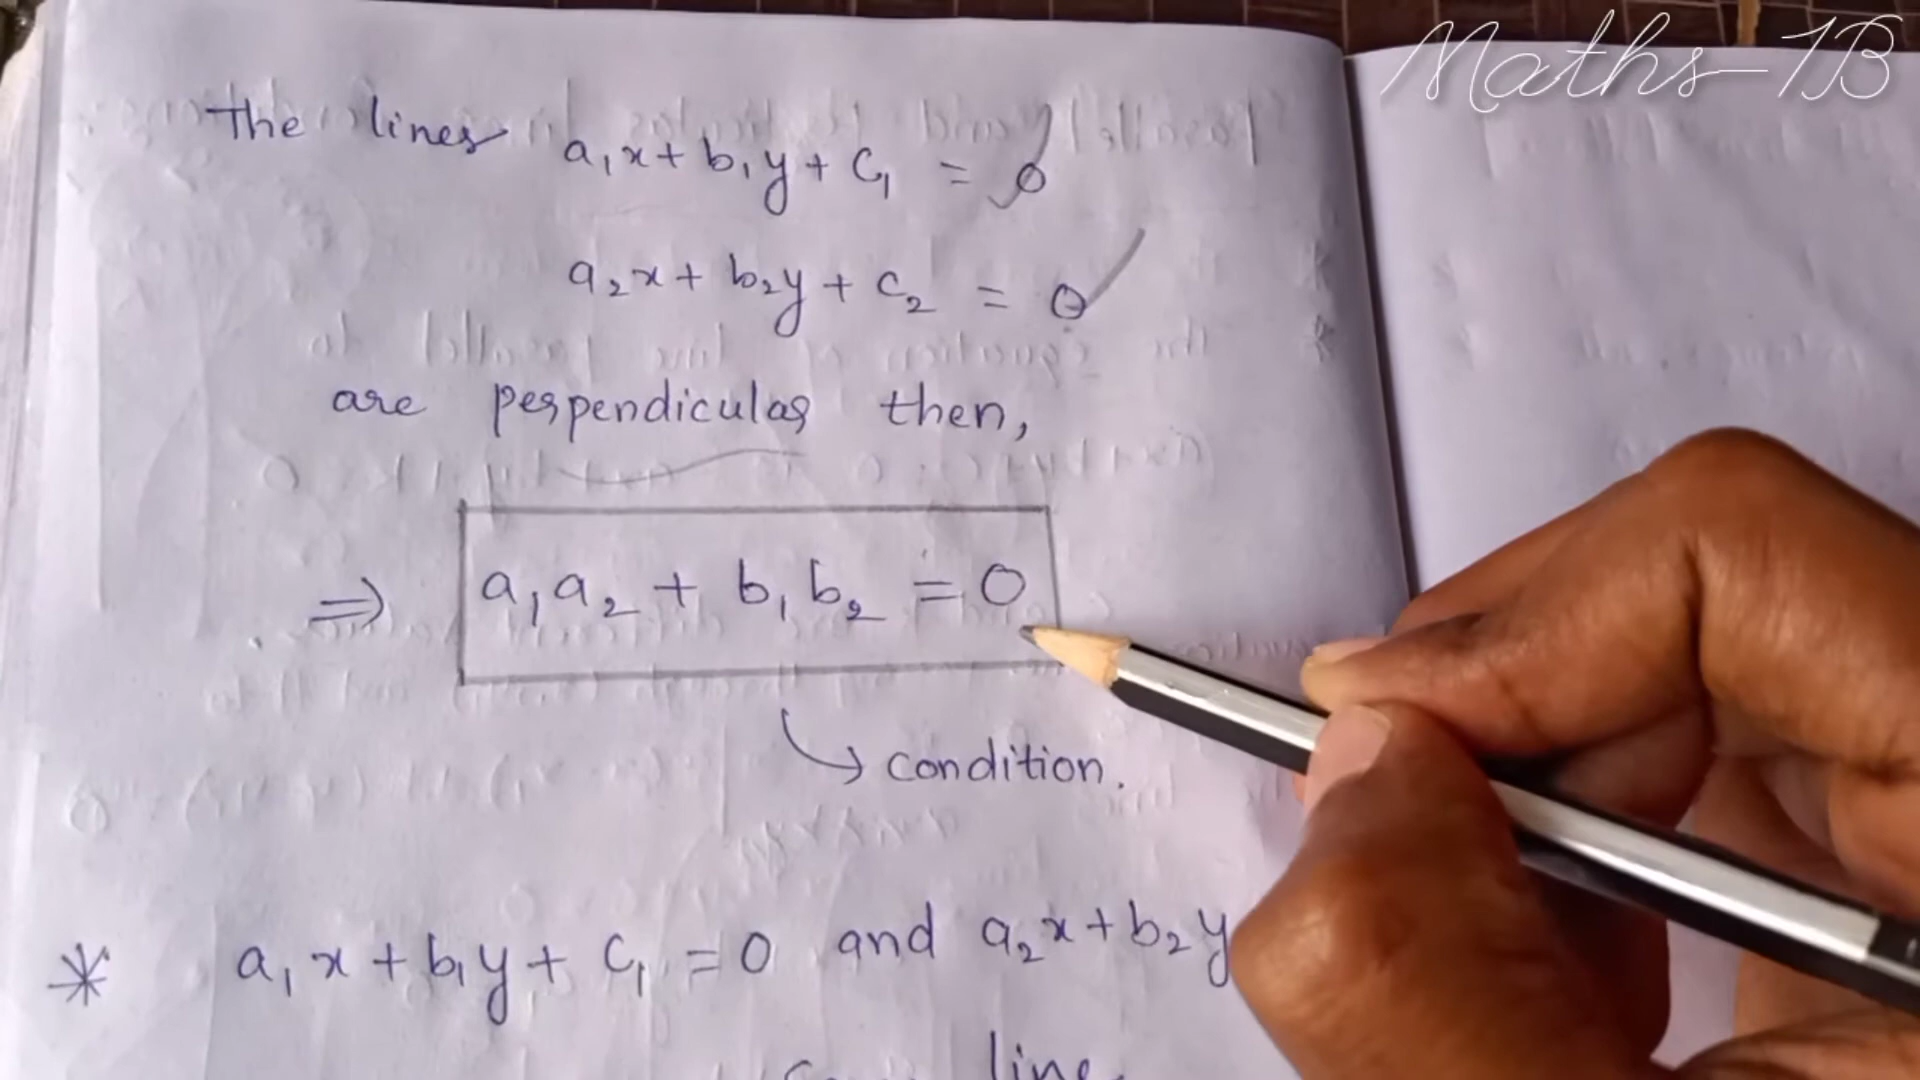 Maths-1B
The lines a₁x + b₁y + c₁ = 0
a₂x + b₂y + c₂ = 0
are perpendicular then,
⇒ a₁a₂ + b₁b₂ = 0
↳ condition.
* a₁x + b₁y + c₁ = 0 and a₂x + b₂y
line